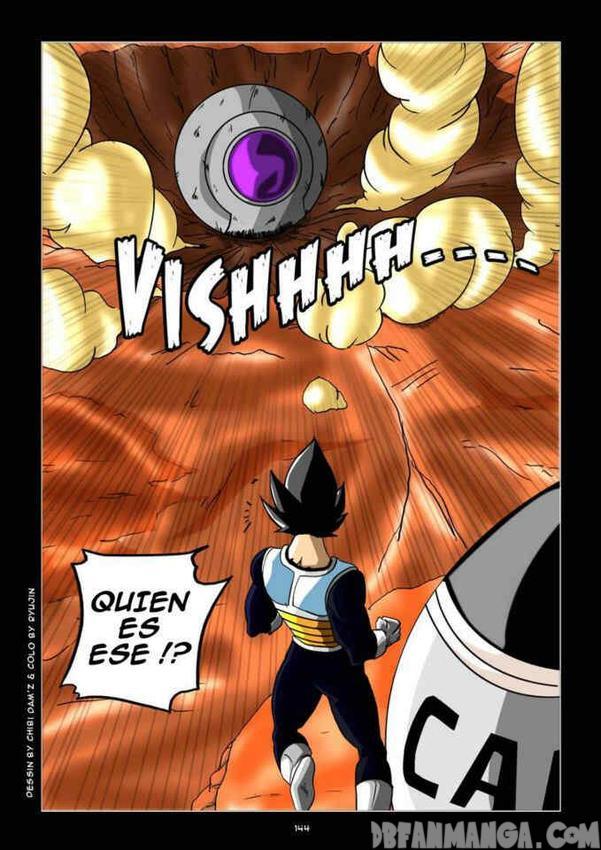 VISHHHH....
QUIEN
ES
ESE !?
CA
DESSIN BY CHIBI DAM'Z & COLO BY RYUJIN
144
DBFANMANGA.COM